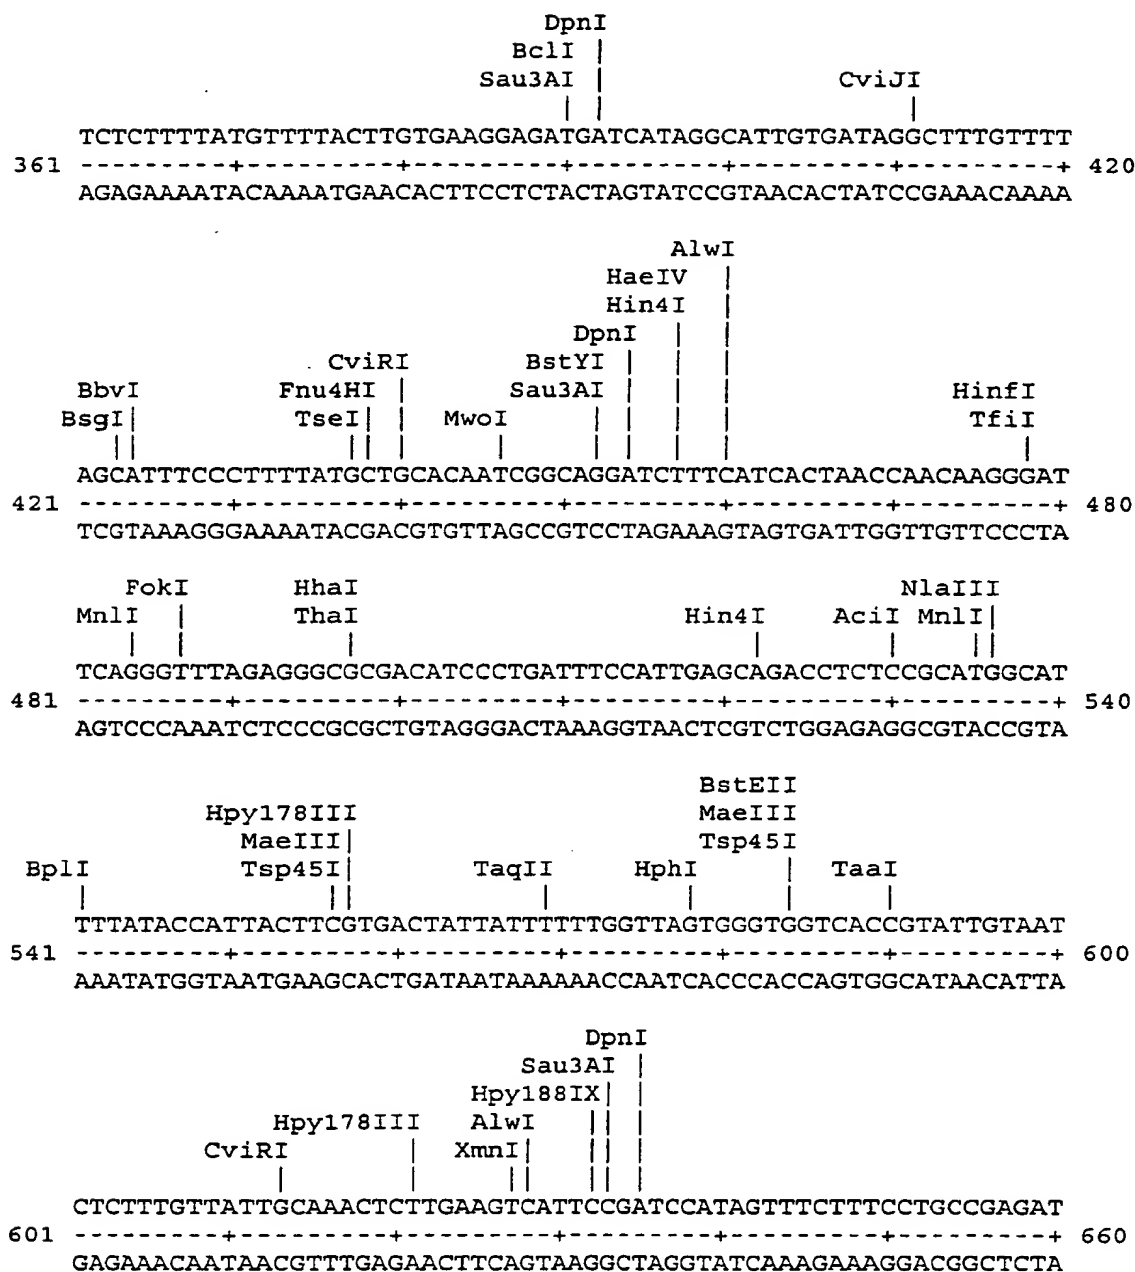 DpnI
BclI
Sau3AI CviJI
TCTCTTTTATGTTTTACTTGTGAAGGAGATGATCATAGGCATTGTGATAGGCTTTGTTTT
361 ---------+---------+---------+---------+---------+---------+ 420
AGAGAAAATACAAAATGAACACTTCCTCTACTAGTATCCGTAACACTATCCGAAACAAAA
AlwI
HaeIV
Hin4I
DpnI
CviRI BstYI
BbvI Fnu4HI Sau3AI HinfI
BsgI TseI MwoI TfiI
AGCATTTCCCTTTTATGCTGCACAATCGGCAGGATCTTTCATCACTAACCAACAAGGGAT
421 ---------+---------+---------+---------+---------+---------+ 480
TCGTAAAGGGAAAATACGACGTGTTAGCCGTCCTAGAAAGTAGTGATTGGTTGTTCCCTA
FokI HhaI NlaIII
MnlI ThaI Hin4I AciI MnlI
TCAGGGTTTAGAGGGCGCGACATCCCTGATTTCCATTGAGCAGACCTCTCCGCATGGCAT
481 ---------+---------+---------+---------+---------+---------+ 540
AGTCCCAAATCTCCCGCGCTGTAGGGACTAAAGGTAACTCGTCTGGAGAGGCGTACCGTA
BstEII
Hpy178III MaeIII
MaeIII Tsp45I
BplI Tsp45I TaqII HphI TaaI
TTTATACCATTACTTCGTGACTATTATTTTTTGGTTAGTGGGTGGTCACCGTATTGTAAT
541 ---------+---------+---------+---------+---------+---------+ 600
AAATATGGTAATGAAGCACTGATAATAAAAAACCAATCACCCACCAGTGGCATAACATTA
DpnI
Sau3AI
Hpy188IX
Hpy178III AlwI
CviRI XmnI
CTCTTTGTTATTGCAAACTCTTGAAGTCATTCCGATCCATAGTTTCTTTCCTGCCGAGAT
601 ---------+---------+---------+---------+---------+---------+ 660
GAGAAACAATAACGTTTGAGAACTTCAGTAAGGCTAGGTATCAAAGAAAGGACGGCTCTA